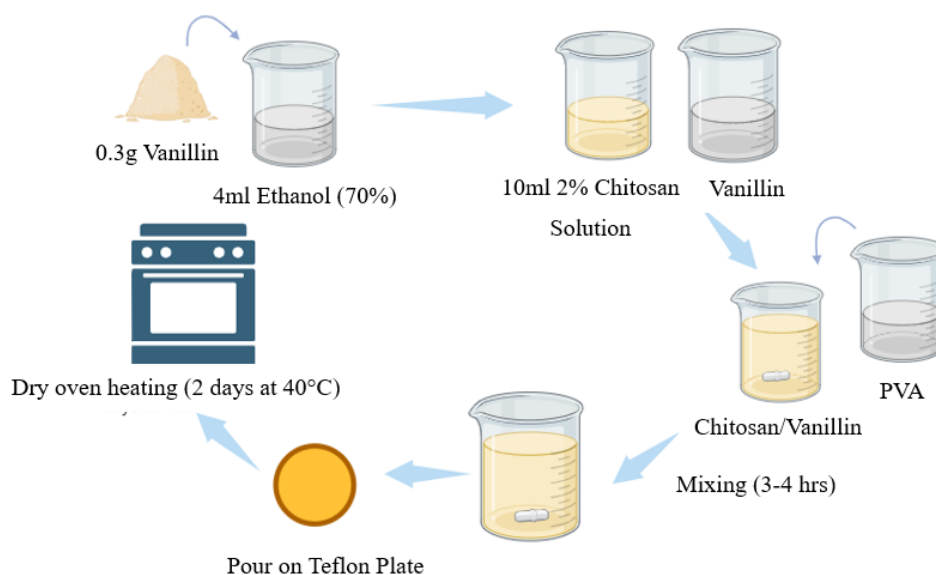 0.3g Vanillin
4ml Ethanol (70%)
10ml 2% Chitosan
Solution
Vanillin
PVA
Chitosan/Vanillin
Mixing (3-4 hrs)
Pour on Teflon Plate
Dry oven heating (2 days at 40°C)